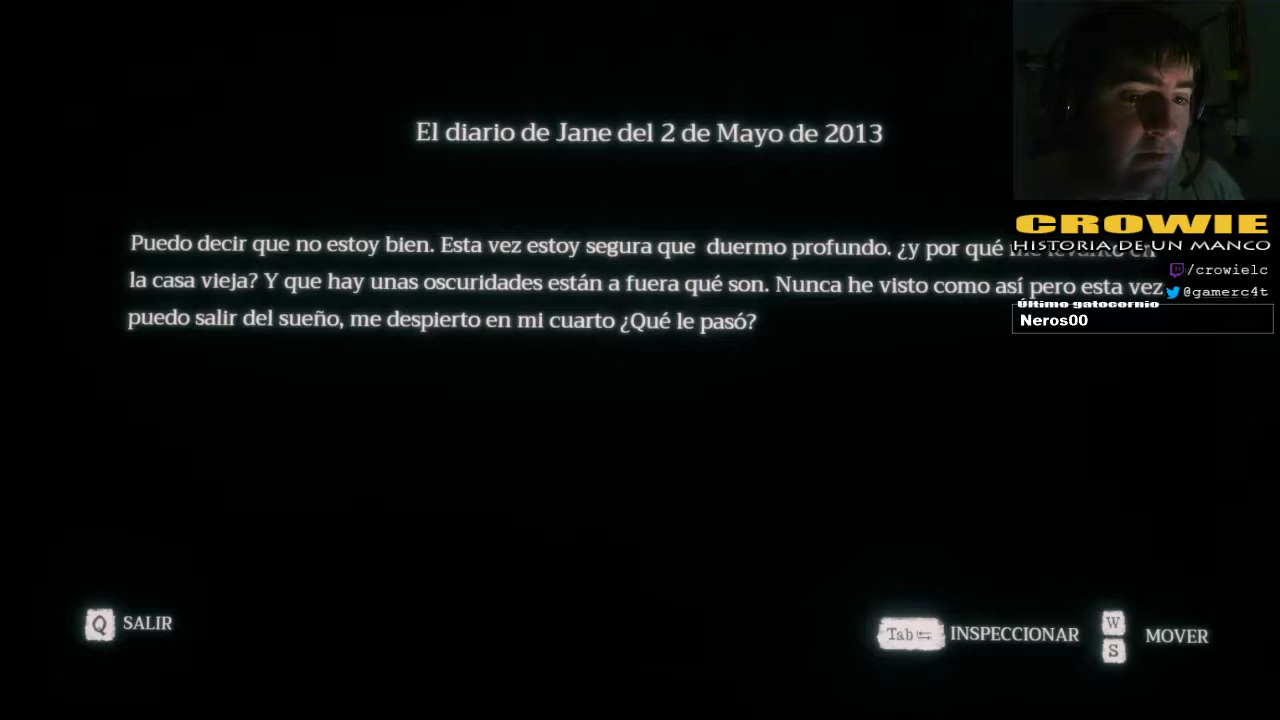 El diario de Jane del 2 de Mayo de 2013
Puedo decir que no estoy bien. Esta vez estoy segura que duermo profundo. ¿y por qué
la casa vieja? Y que hay unas oscuridades están a fuera qué son. Nunca he visto como así pero esta vez
puedo salir del sueño, me despierto en mi cuarto ¿Qué le pasó?
CROWIE
HISTORIA DE UN MANCO
/crowielc
@gamerc4t
Último gatocornio
Neros00
Q SALIR
Tab INSPECCIONAR
W
S
MOVER